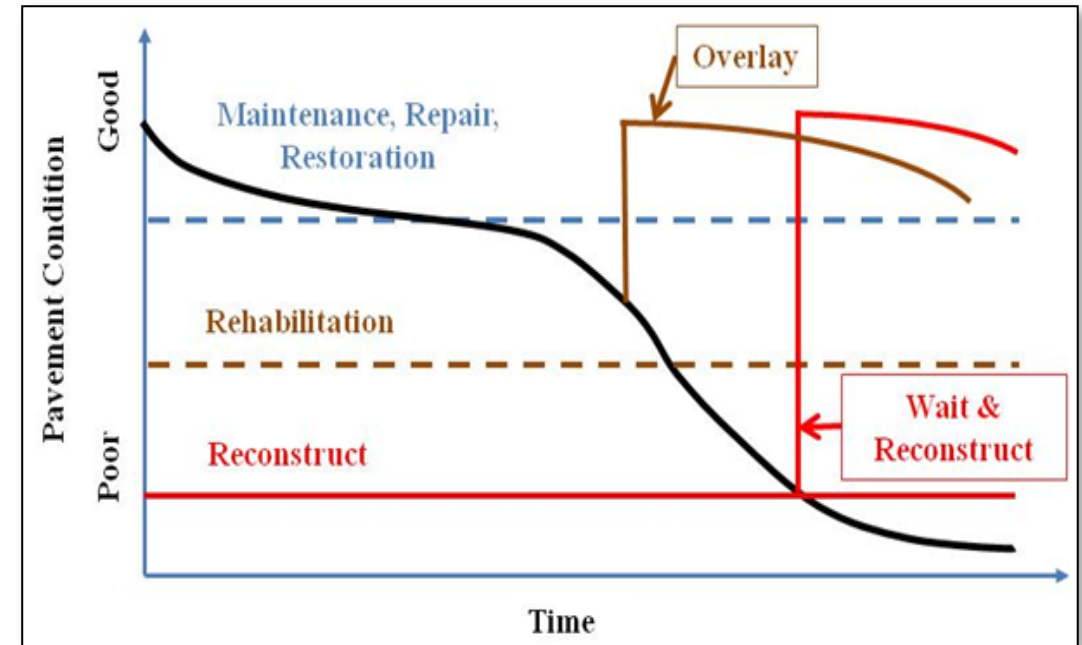 Overlay
Good
Maintenance, Repair,
Restoration
Pavement Condition
Rehabilitation
Wait &
Reconstruct
Poor
Reconstruct
Time